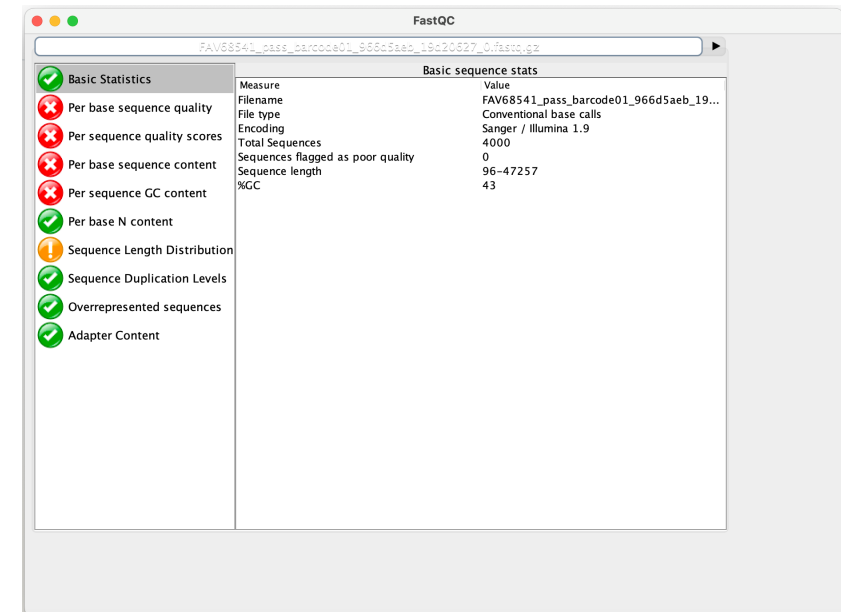 FastQC
FAV68541_pass_barcode01_966d5aeb_19d20627_0.fastq.gz
Basic Statistics
Per base sequence quality
Per sequence quality scores
Per base sequence content
Per sequence GC content
Per base N content
Sequence Length Distribution
Sequence Duplication Levels
Overrepresented sequences
Adapter Content
Basic sequence stats
Measure Value
Filename FAV68541_pass_barcode01_966d5aeb_19...
File type Conventional base calls
Encoding Sanger / Illumina 1.9
Total Sequences 4000
Sequences flagged as poor quality 0
Sequence length 96-47257
%GC 43